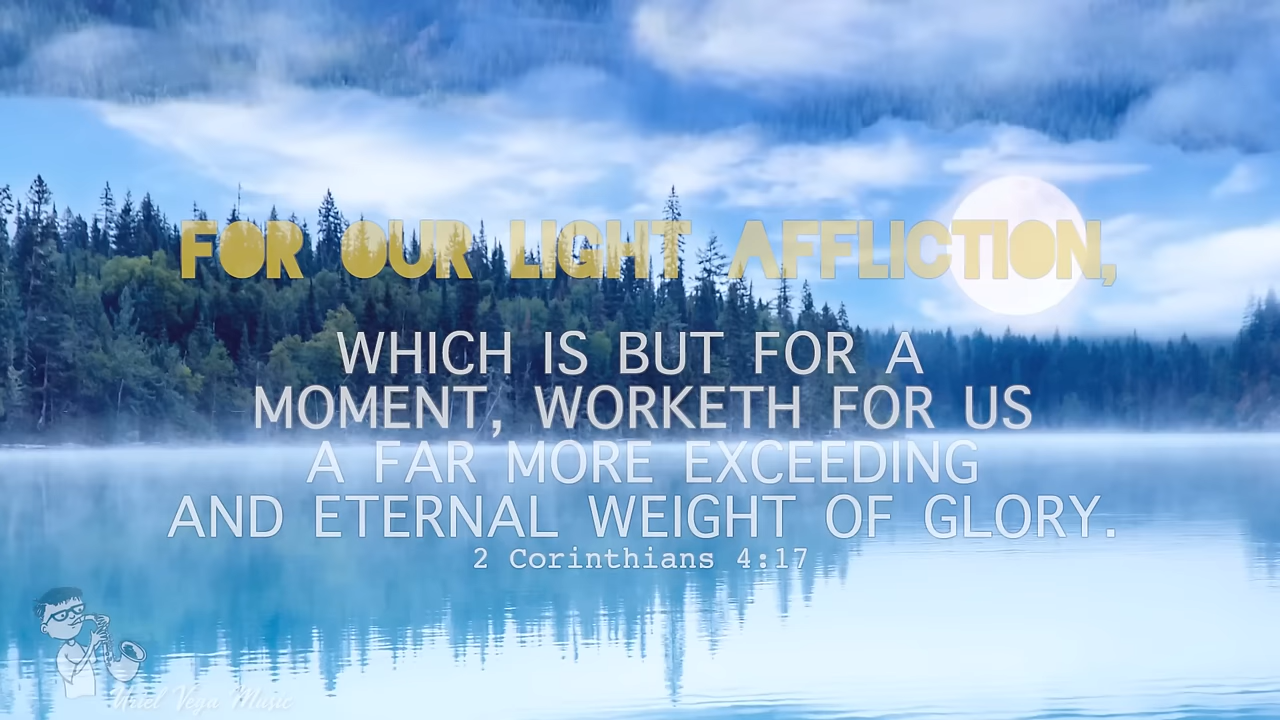 FOR OUR LIGHT AFFLICTION,
WHICH IS BUT FOR A
MOMENT, WORKETH FOR US
A FAR MORE EXCEEDING
AND ETERNAL WEIGHT OF GLORY.
2 Corinthians 4:17
Uriel Vega Music